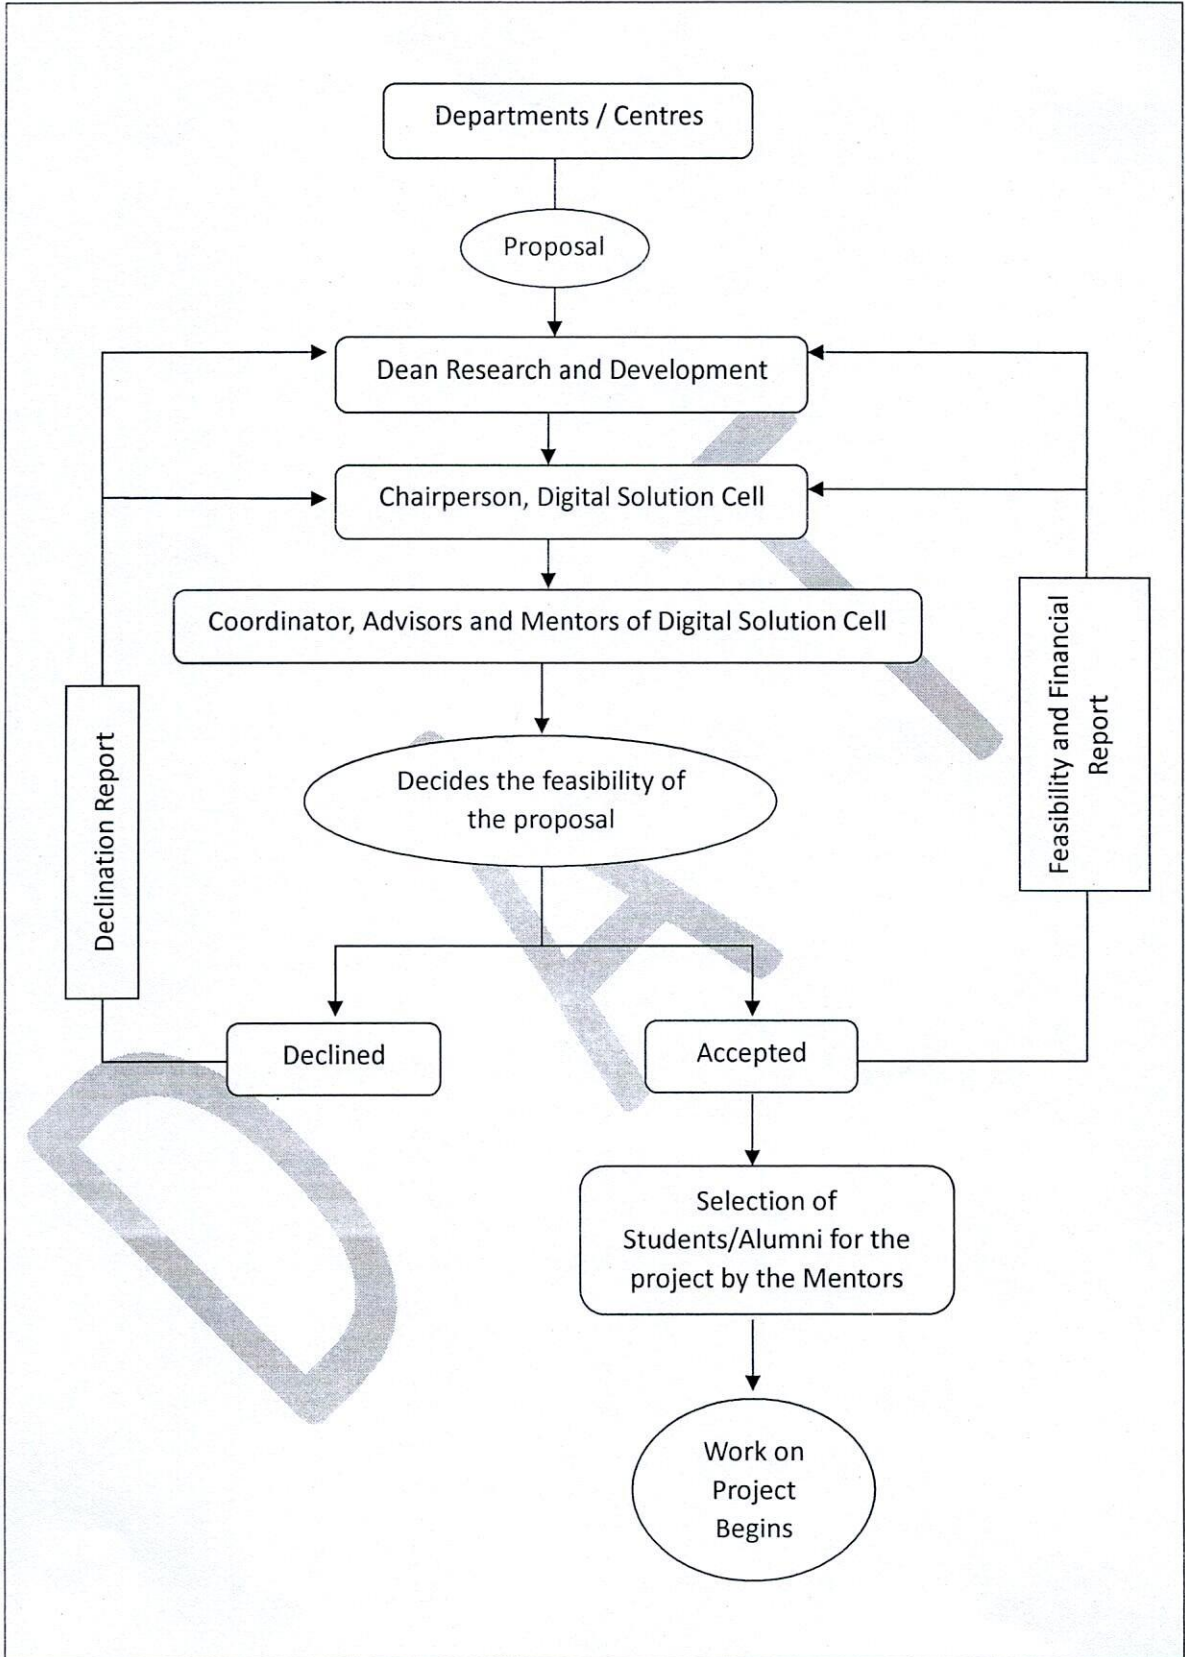 Departments / Centres
Proposal
Dean Research and Development
Chairperson, Digital Solution Cell
Coordinator, Advisors and Mentors of Digital Solution Cell
Decides the feasibility of
the proposal
Declination Report
Feasibility and Financial
Report
Declined
Accepted
Selection of
Students/Alumni for the
project by the Mentors
Work on
Project
Begins
DRAFT